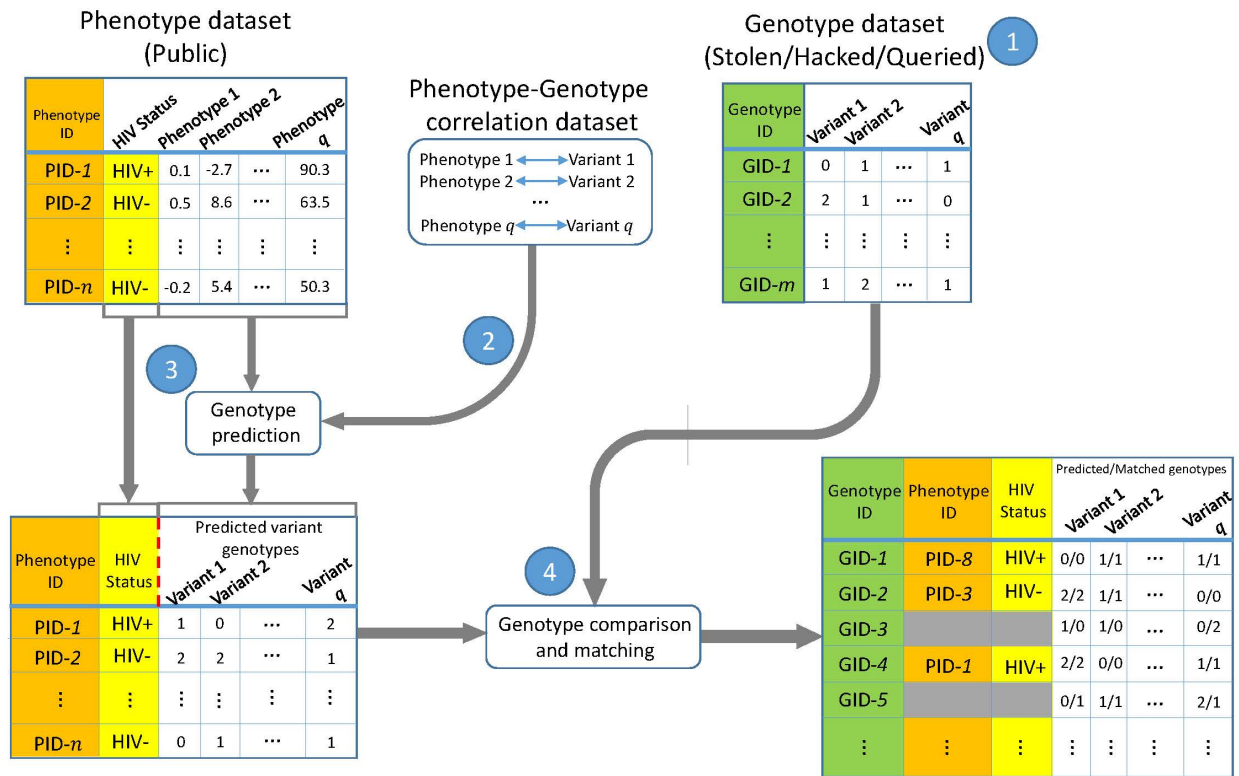 Phenotype dataset
(Public)
Phenotype ID HIV Status Phenotype 1 Phenotype 2 Phenotype q
PID-1 HIV+ 0.1 -2.7 ... 90.3
PID-2 HIV- 0.5 8.6 ... 63.5
⋮ ⋮ ⋮ ⋮ ⋮
PID-n HIV- -0.2 5.4 ... 50.3
Phenotype-Genotype
correlation dataset
Phenotype 1 Variant 1
Phenotype 2 Variant 2
...
Phenotype q Variant q
Genotype dataset
(Stolen/Hacked/Queried)
1
Genotype ID Variant 1 Variant 2 Variant q
GID-1 0 1 ... 1
GID-2 2 1 ... 0
⋮ ⋮ ⋮ ⋮
GID-m 1 2 ... 1
2
3
Genotype
prediction
Phenotype ID HIV Status
Predicted variant
genotypes
Variant 1 Variant 2 Variant q
PID-1 HIV+ 1 0 ... 2
PID-2 HIV- 2 2 ... 1
⋮ ⋮ ⋮ ⋮ ⋮
PID-n HIV- 0 1 ... 1
4
Genotype comparison
and matching
Genotype ID Phenotype ID HIV Status
Predicted/Matched genotypes
Variant 1 Variant 2 Variant q
GID-1 PID-8 HIV+ 0/0 1/1 ... 1/1
GID-2 PID-3 HIV- 2/2 1/1 ... 0/0
GID-3 1/0 1/0 ... 0/2
GID-4 PID-1 HIV+ 2/2 0/0 ... 1/1
GID-5 0/1 1/1 ... 2/1
⋮ ⋮ ⋮ ⋮ ⋮ ⋮